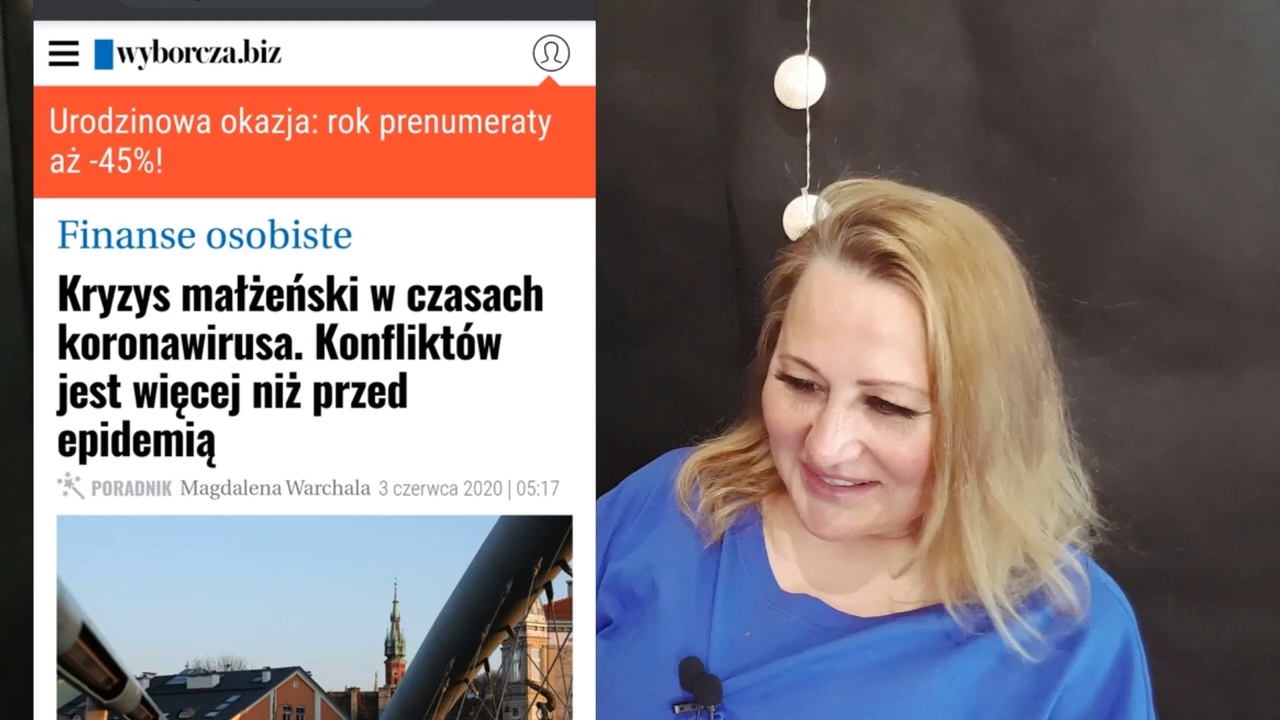 wyborcza.biz
Urodzinowa okazja: rok prenumeraty
aż -45%!
Finanse osobiste
Kryzys małżeński w czasach
koronawirusa. Konfliktów
jest więcej niż przed
epidemią
PORADNIK Magdalena Warchala 3 czerwca 2020 | 05:17